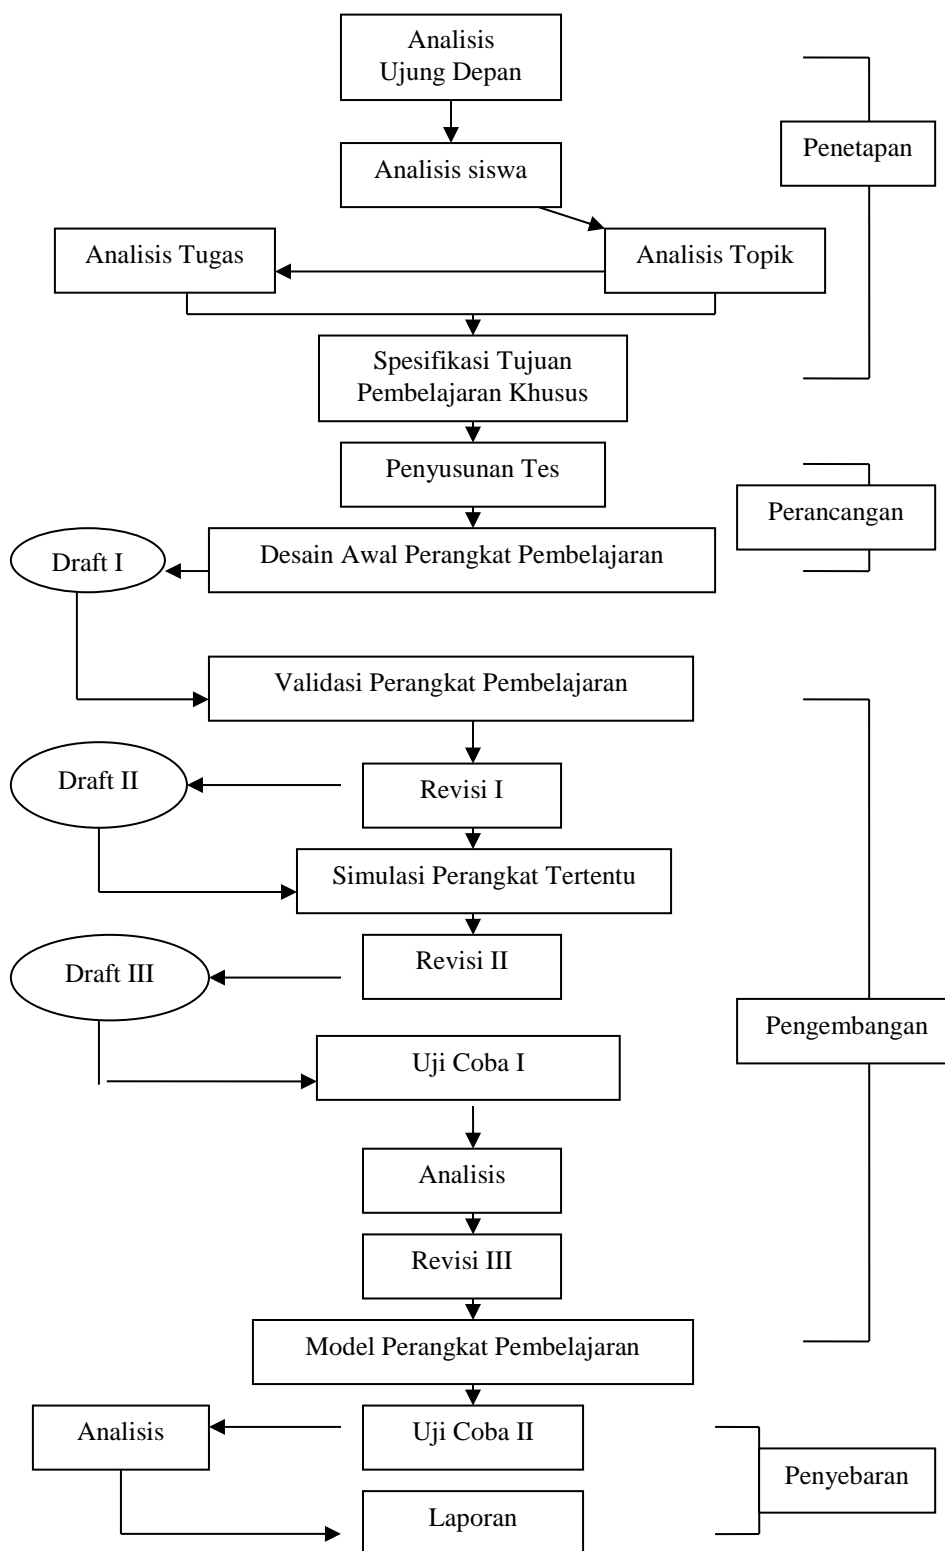 Analisis
Ujung Depan
Penetapan
Analisis siswa
Analisis Tugas
Analisis Topik
Spesifikasi Tujuan
Pembelajaran Khusus
Penyusunan Tes
Perancangan
Desain Awal Perangkat Pembelajaran
Draft I
Validasi Perangkat Pembelajaran
Draft II
Revisi I
Simulasi Perangkat Tertentu
Draft III
Revisi II
Pengembangan
Uji Coba I
Analisis
Revisi III
Model Perangkat Pembelajaran
Analisis
Uji Coba II
Penyebaran
Laporan